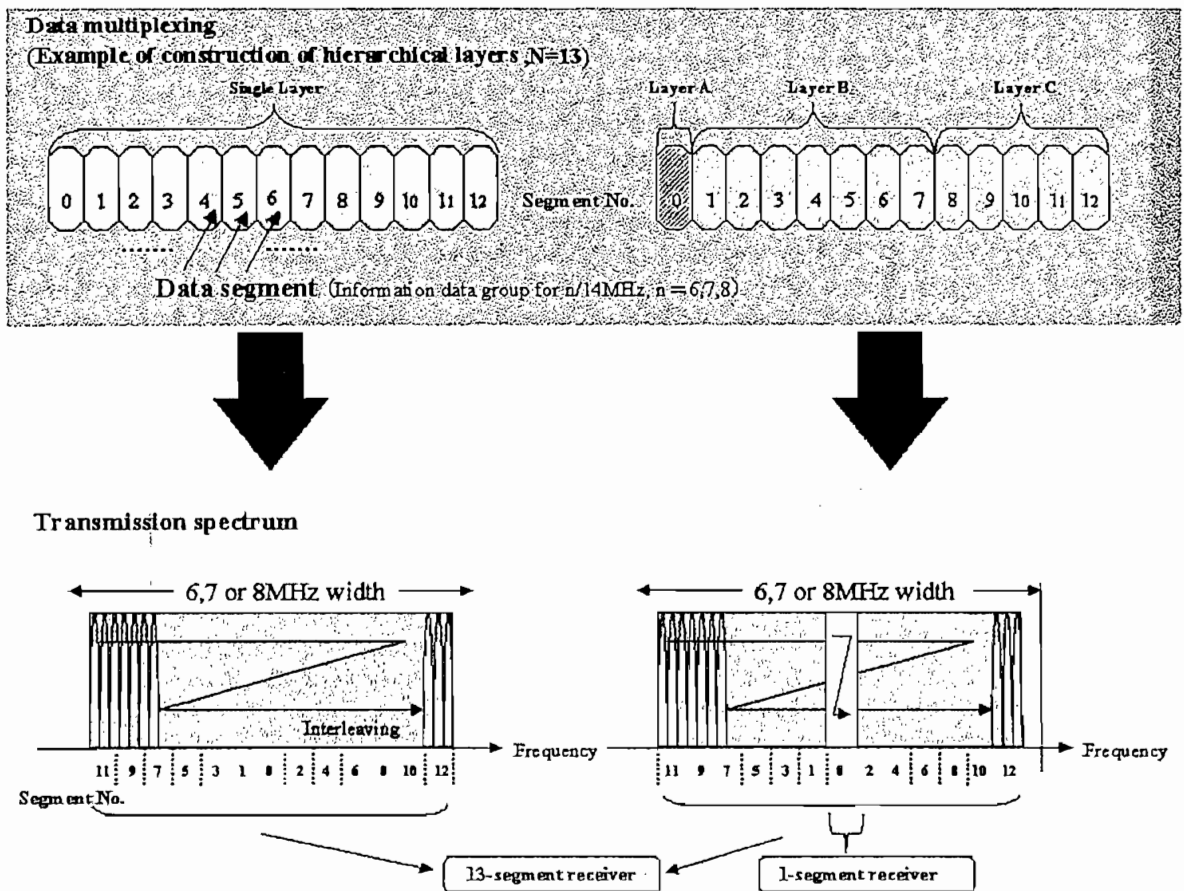 Data multiplexing
(Example of construction of hierarchical layers ,N=13)
Single Layer
Layer A
Layer B
Layer C
0 1 2 3 4 5 6 7 8 9 10 11 12
Segment No.
0 1 2 3 4 5 6 7 8 9 10 11 12
Data segment (Information data group for n/14MHz, n=6,7,8)
Transmission spectrum
6,7 or 8MHz width
6,7 or 8MHz width
Interleaving
Frequency
Frequency
11 9 7 5 3 1 0 2 4 6 8 10 12
11 9 7 5 3 1 0 2 4 6 8 10 12
Segment No.
13-segment receiver
1-segment receiver